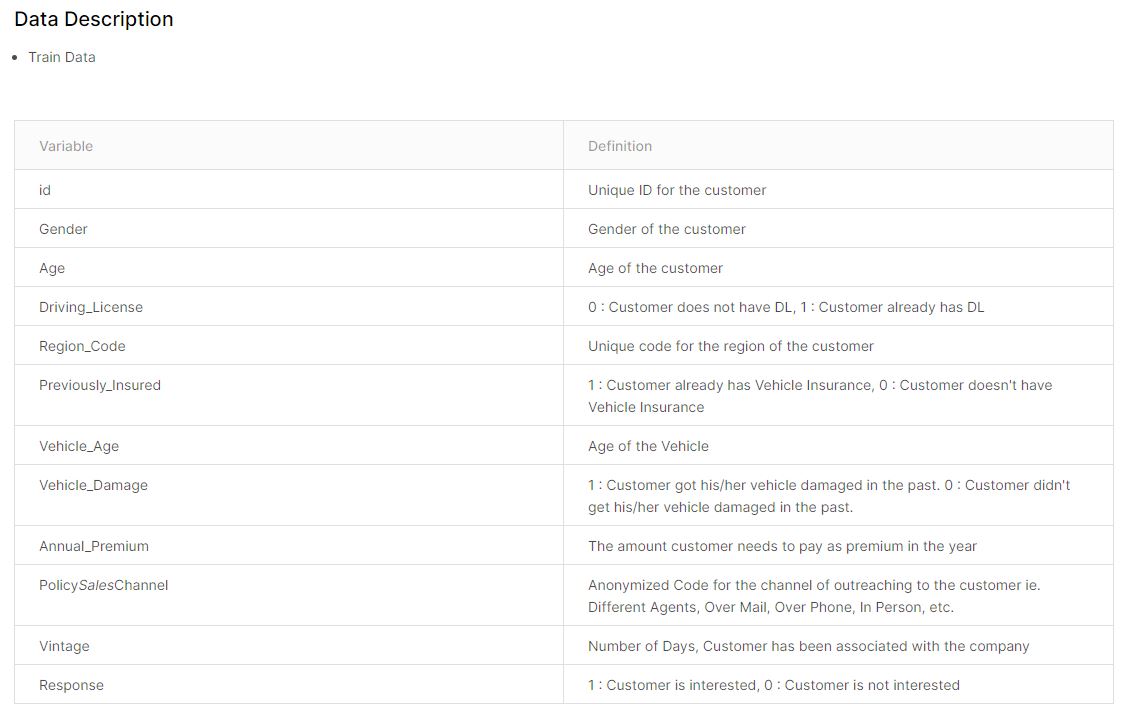 Data Description
Train Data
Variable Definition
id Unique ID for the customer
Gender Gender of the customer
Age Age of the customer
Driving_License 0 : Customer does not have DL, 1 : Customer already has DL
Region_Code Unique code for the region of the customer
Previously_Insured 1 : Customer already has Vehicle Insurance, 0 : Customer doesn't have
Vehicle Insurance
Vehicle_Age Age of the Vehicle
Vehicle_Damage 1 : Customer got his/her vehicle damaged in the past. 0 : Customer didn't
get his/her vehicle damaged in the past.
Annual_Premium The amount customer needs to pay as premium in the year
PolicySalesChannel Anonymized Code for the channel of outreaching to the customer ie.
Different Agents, Over Mail, Over Phone, In Person, etc.
Vintage Number of Days, Customer has been associated with the company
Response 1 : Customer is interested, 0 : Customer is not interested